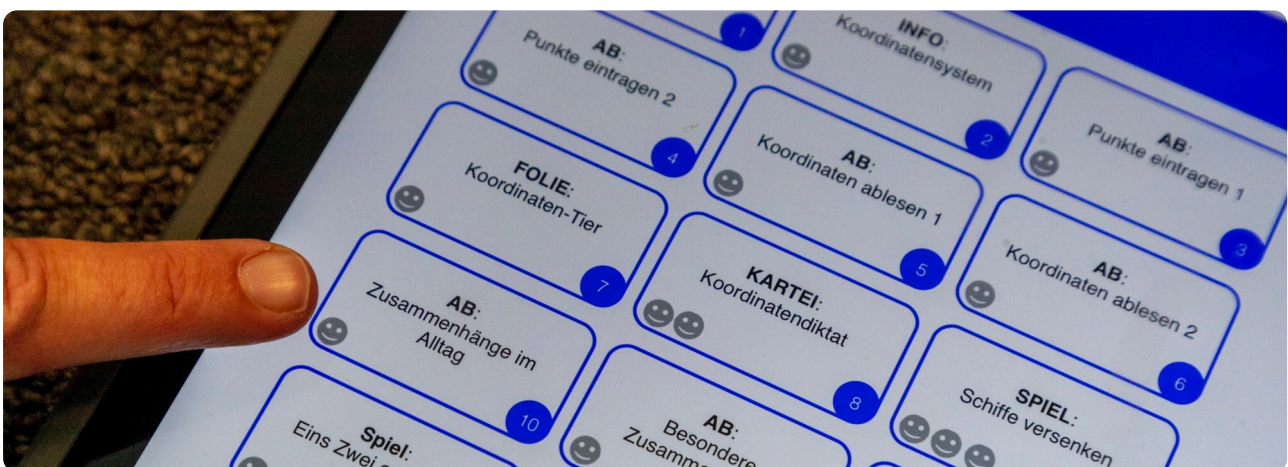 1
INFO:
Koordinatensystem
2
AB:
Punkte eintragen 1
3
AB:
Punkte eintragen 2
4
AB:
Koordinaten ablesen 1
5
AB:
Koordinaten ablesen 2
6
FOLIE:
Koordinaten-Tier
7
KARTEI:
Koordinatendiktat
8
SPIEL:
Schiffe versenken
AB:
Zusammenhänge im
Alltag
10
AB:
Besondere
Spiel:
Eins Zwei